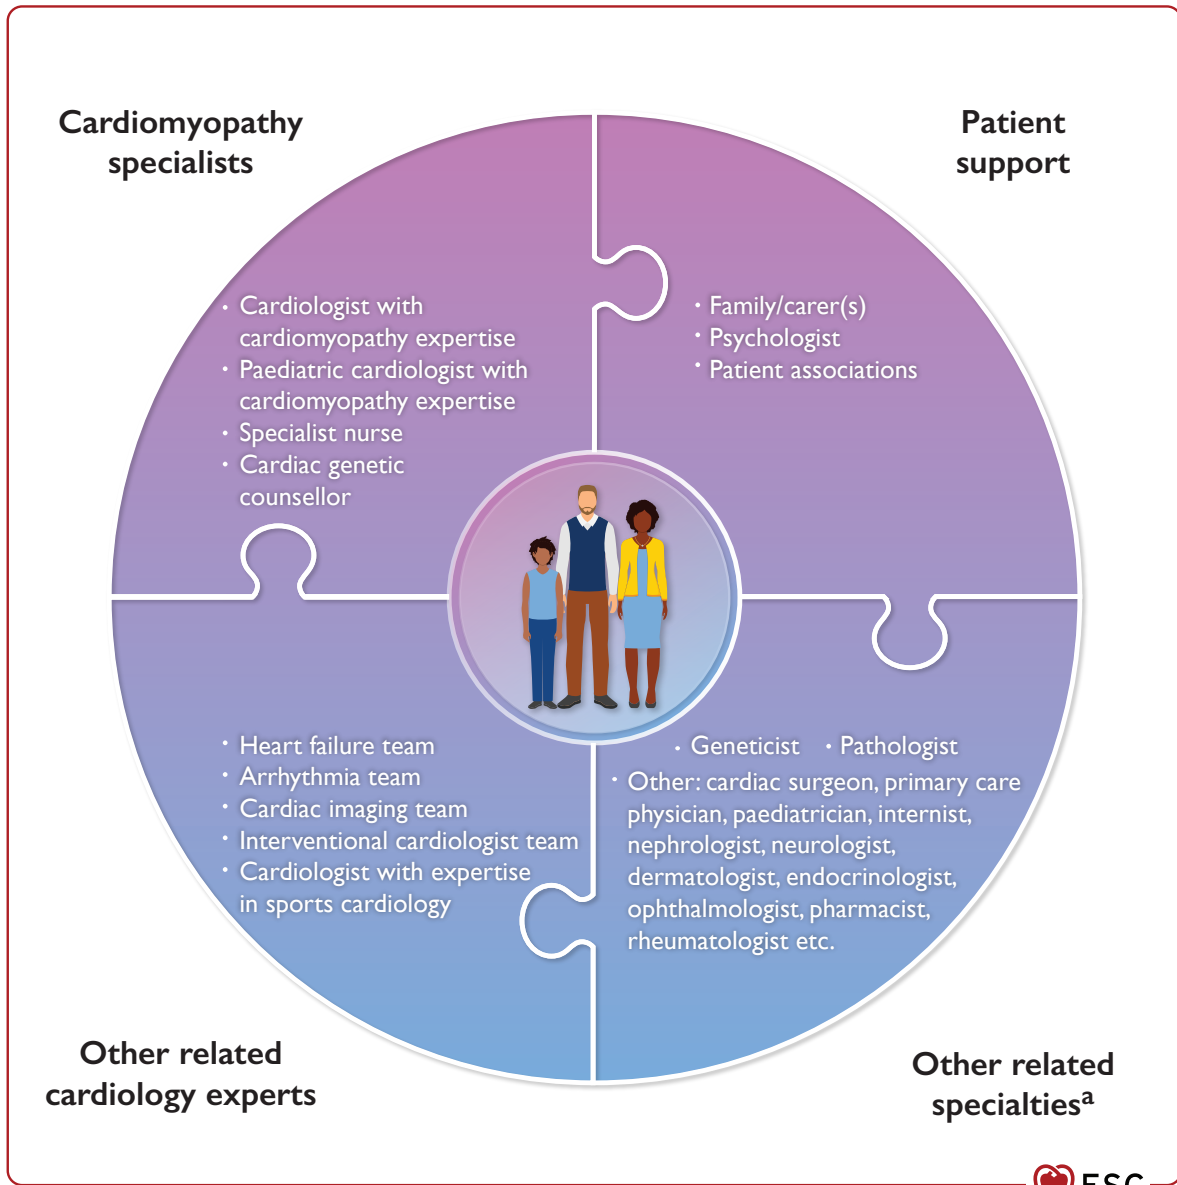 Cardiomyopathy
specialists
Patient
support
· Cardiologist with
cardiomyopathy expertise
· Paediatric cardiologist with
cardiomyopathy expertise
· Specialist nurse
· Cardiac genetic
counsellor
· Family/carer(s)
· Psychologist
· Patient associations
· Heart failure team
· Arrhythmia team
· Cardiac imaging team
· Interventional cardiologist team
· Cardiologist with expertise
in sports cardiology
· Geneticist · Pathologist
· Other: cardiac surgeon, primary care
physician, paediatrician, internist,
nephrologist, neurologist,
dermatologist, endocrinologist,
ophthalmologist, pharmacist,
rheumatologist etc.
Other related
cardiology experts
Other related
specialtiesᵃ
ESC